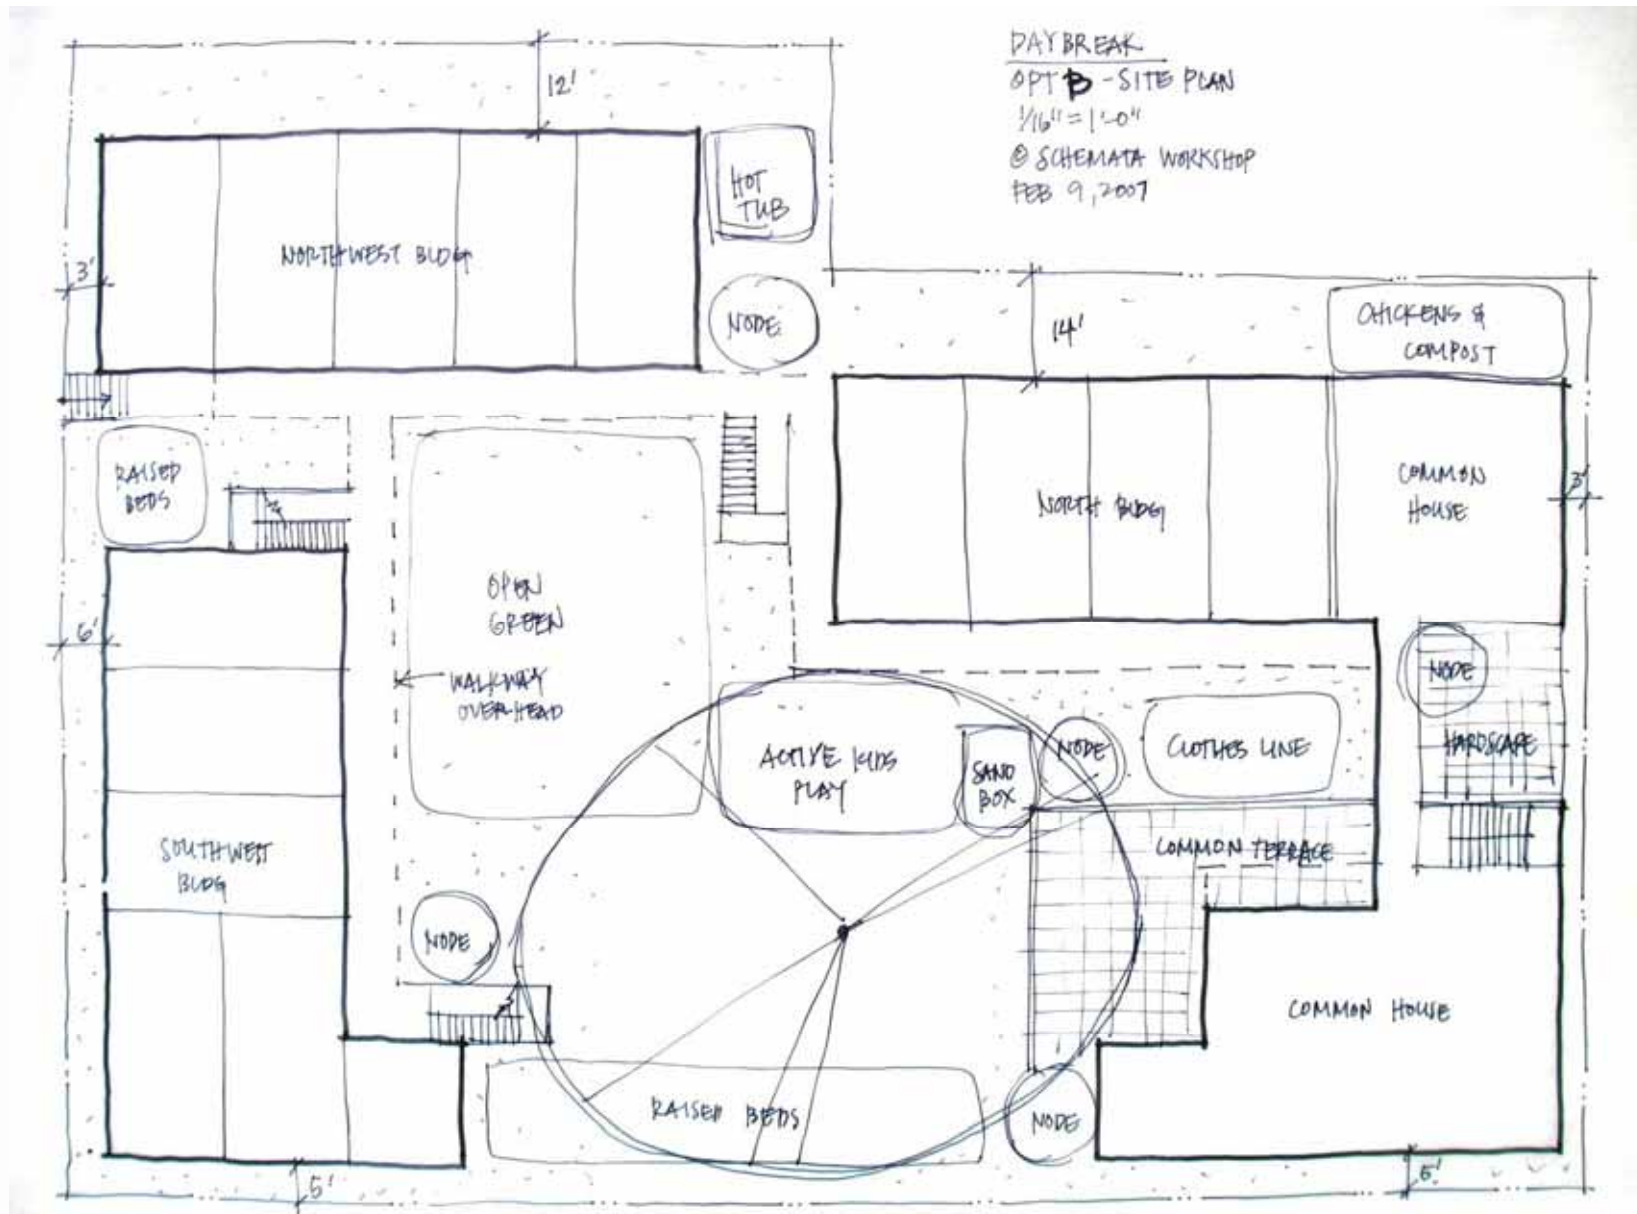 DAYBREAK
OPT B - SITE PLAN
1/16" = 1'-0"
© SCHEMATA WORKSHOP
FEB 9, 2007
12'
HOT
TUB
NORTHWEST BLDG
3'
NODE
14'
CHICKENS &
COMPOST
RAISED
BEDS
COMMON
HOUSE
3'
NORTH BLDG
OPEN
GREEN
6'
WALKWAY
OVERHEAD
NODE
ACTIVE KIDS
PLAY
SAND
BOX
NODE
CLOTHES LINE
HARDSCAPE
SOUTHWEST
BLDG
COMMON TERRACE
NODE
COMMON HOUSE
RAISED BEDS
NODE
5'
5'